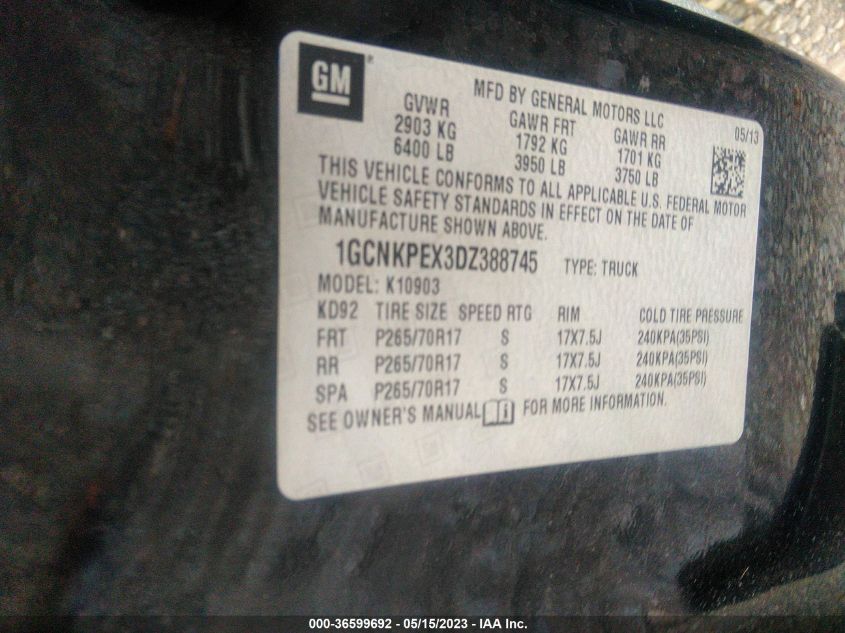 GM®
MFD BY GENERAL MOTORS LLC
05/13
GVWR GAWR FRT GAWR RR
2903 KG 1792 KG 1701 KG
6400 LB 3950 LB 3750 LB
THIS VEHICLE CONFORMS TO ALL APPLICABLE U.S. FEDERAL MOTOR
VEHICLE SAFETY STANDARDS IN EFFECT ON THE DATE OF
MANUFACTURE SHOWN ABOVE.
1GCNKPEX3DZ388745 TYPE: TRUCK
MODEL: K10903
KD92 TIRE SIZE SPEED RTG RIM COLD TIRE PRESSURE
FRT P265/70R17 S 17X7.5J 240KPA(35PSI)
RR P265/70R17 S 17X7.5J 240KPA(35PSI)
SPA P265/70R17 S 17X7.5J 240KPA(35PSI)
SEE OWNER'S MANUAL i FOR MORE INFORMATION.
000-36599692 - 05/15/2023 - IAA Inc.